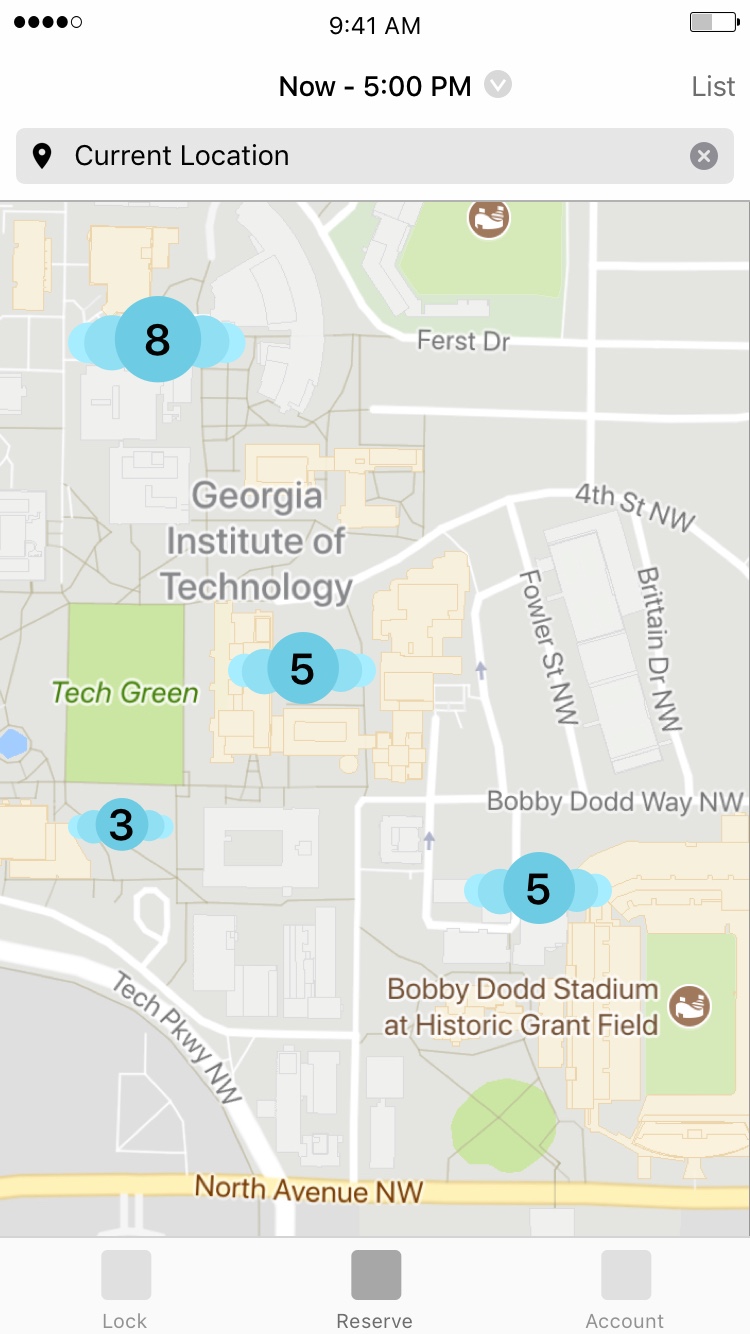 9:41 AM
Now - 5:00 PM
List
Current Location
8
Ferst Dr
Georgia
Institute of
Technology
4th St NW
Fowler St NW
Brittain Dr NW
5
Tech Green
Bobby Dodd Way NW
3
5
Bobby Dodd Stadium
at Historic Grant Field
Tech Pkwy NW
North Avenue NW
Lock
Reserve
Account